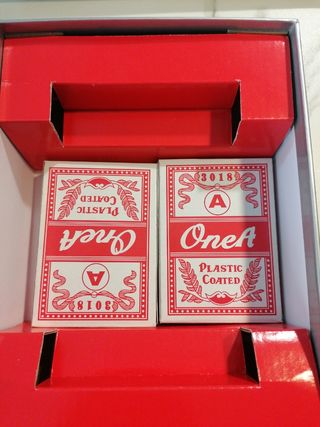 PLASTIC
COATED
OneA
A
3018
3018
A
OneA
PLASTIC
COATED